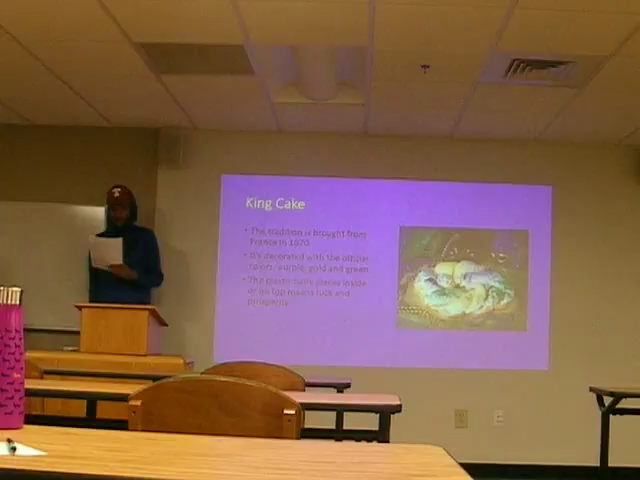 King Cake
• The tradition is brought from
France in 1870.
• It's decorated with the official
colors, purple, gold and green
• The plastic baby placed inside
or on top means luck and
prosperity.